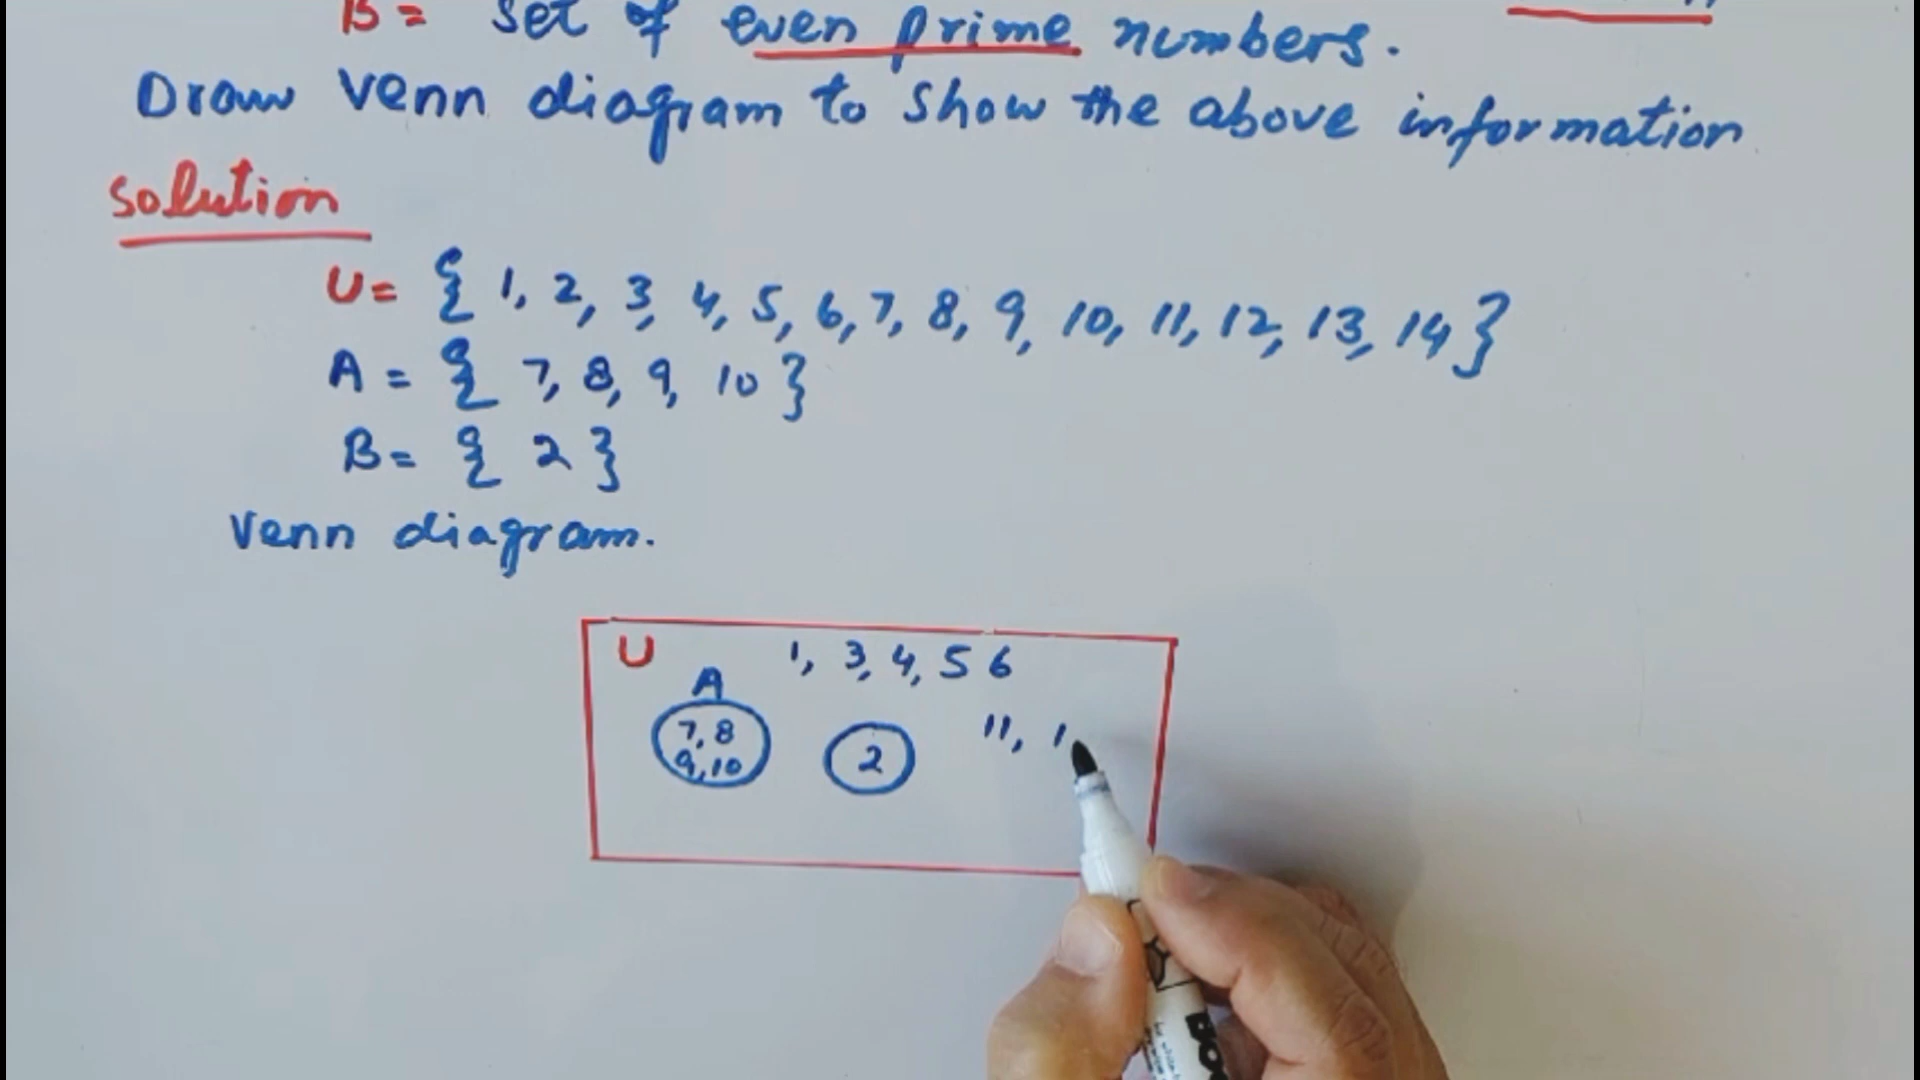 B = set of even prime numbers.
Draw venn diagram to show the above information
solution
U = { 1, 2, 3, 4, 5, 6, 7, 8, 9, 10, 11, 12, 13, 14 }
A = { 7, 8, 9, 10 }
B = { 2 }
venn diagram.
U 1, 3, 4, 5 6
A
7, 8
9, 10
2
11, 1